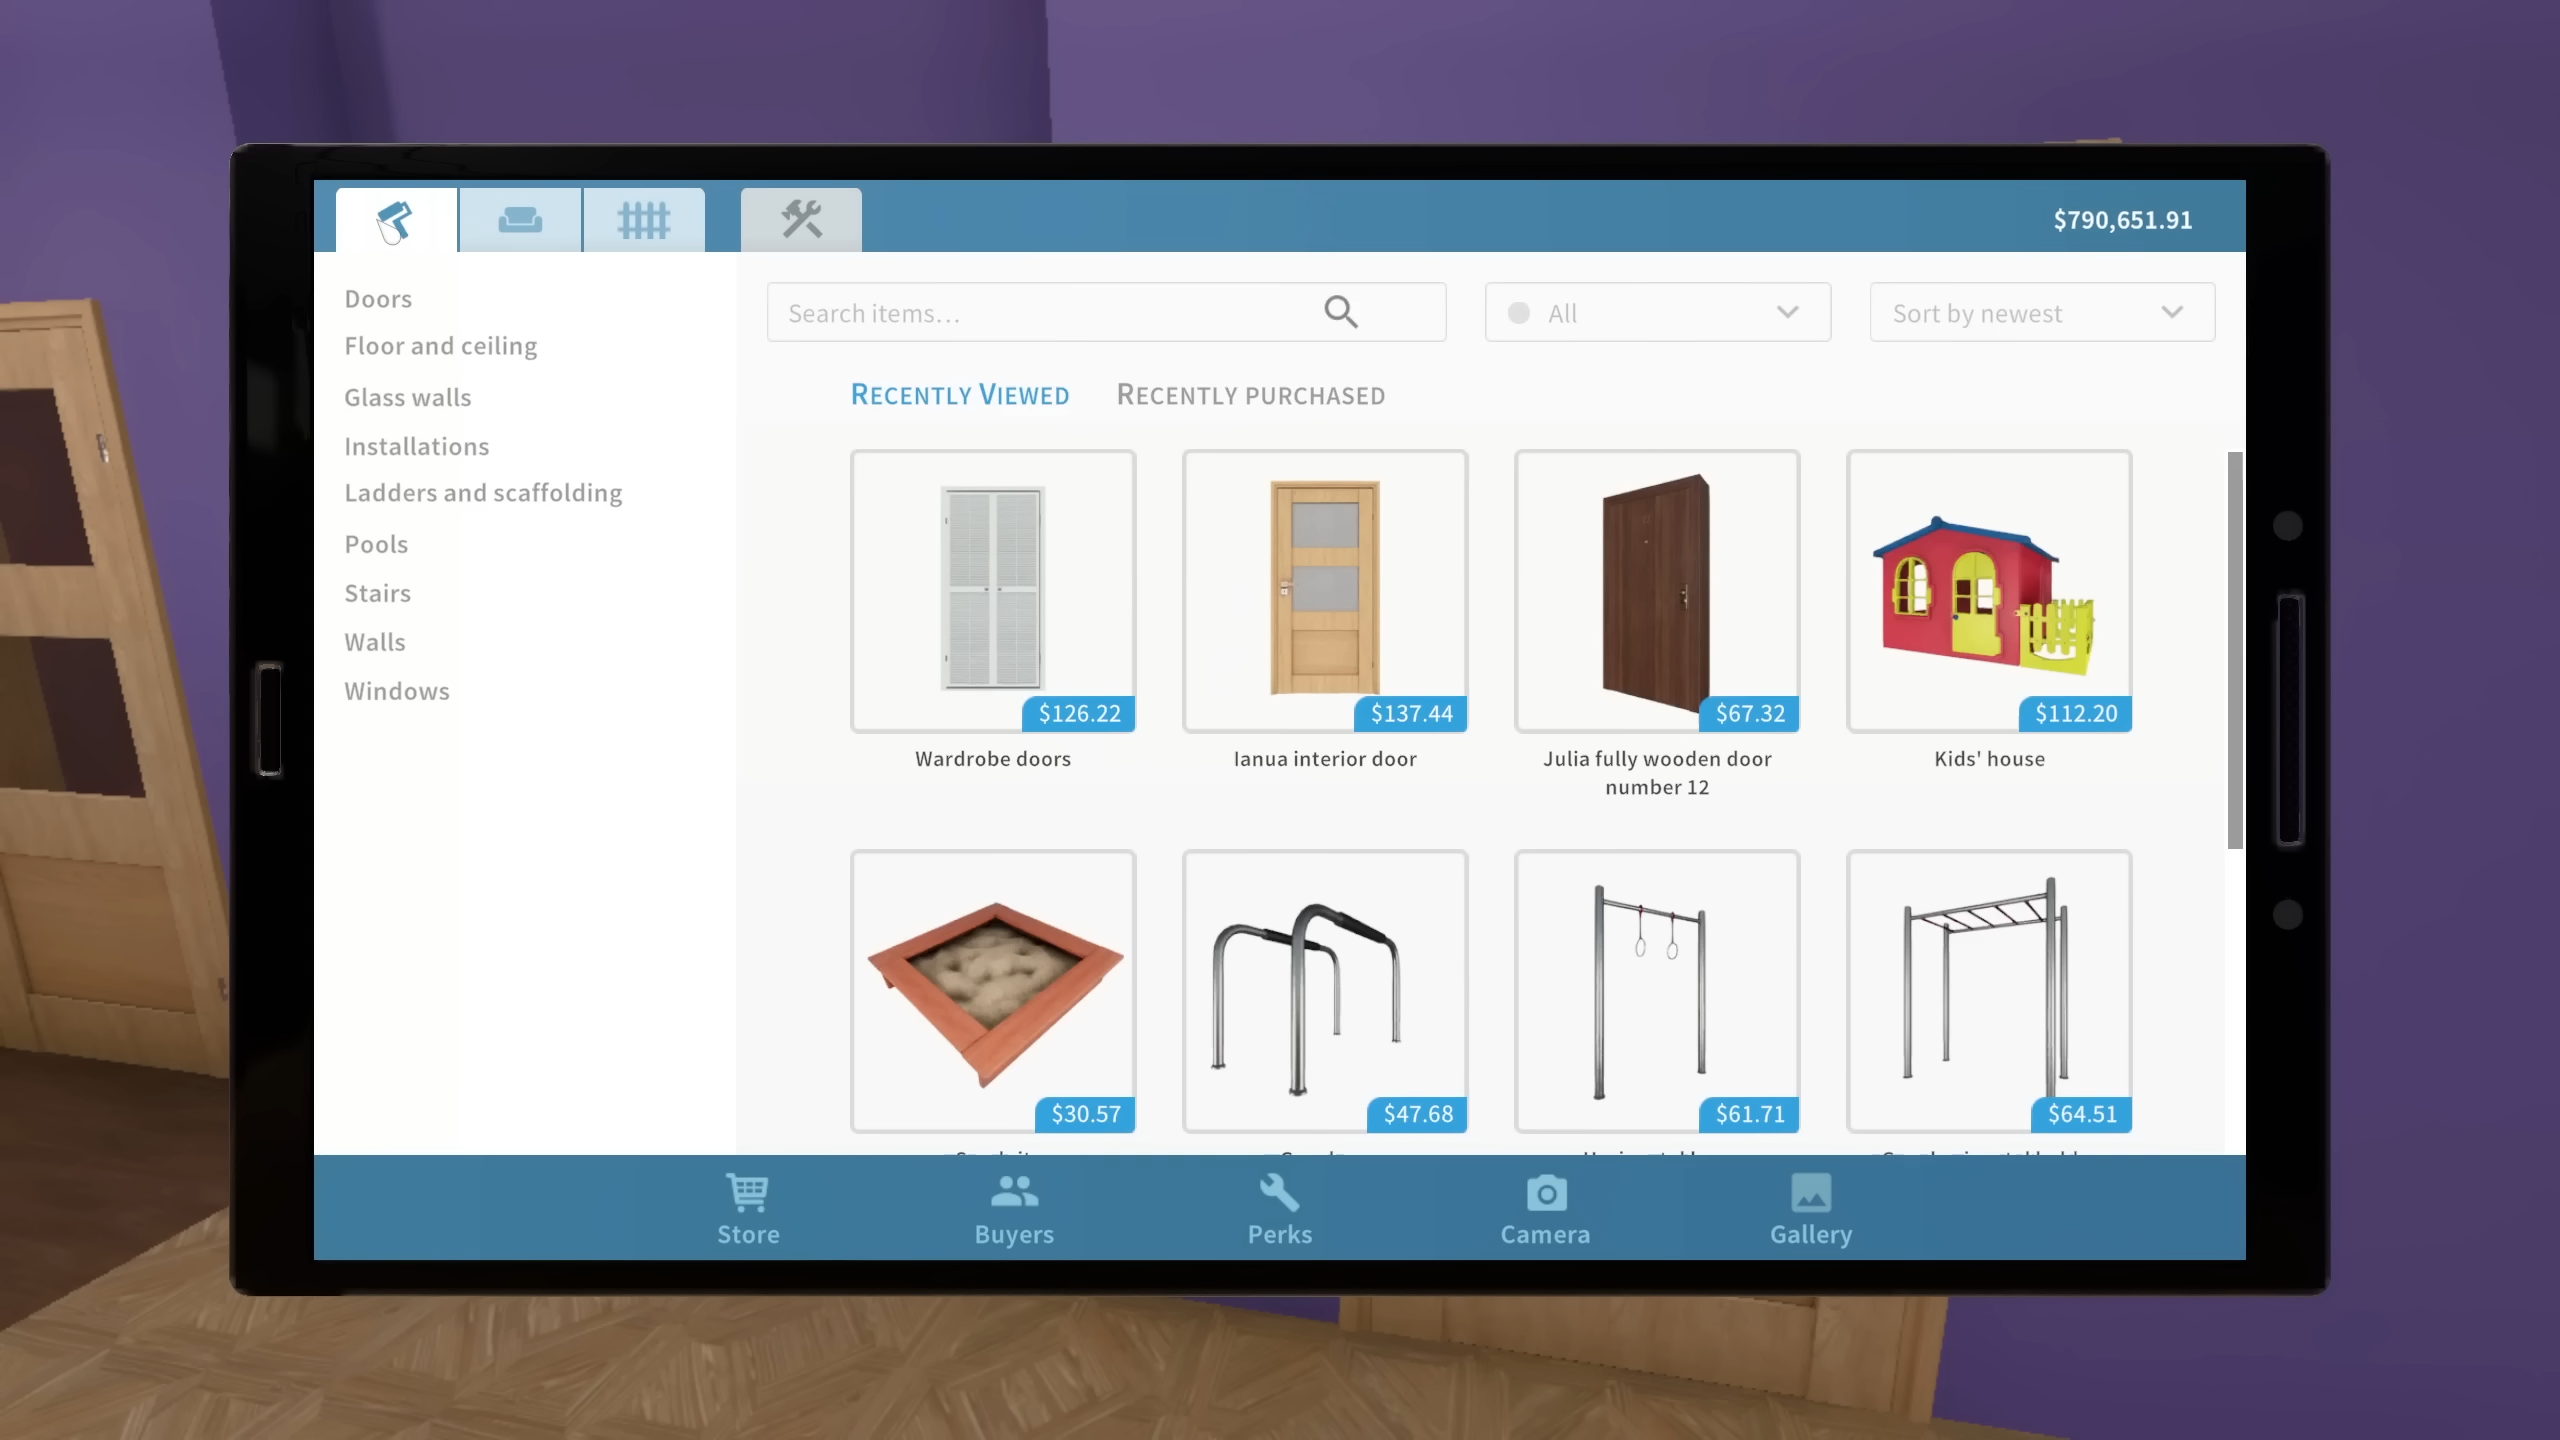 $790,651.91
Doors
Floor and ceiling
Glass walls
Installations
Ladders and scaffolding
Pools
Stairs
Walls
Windows
Search items...
All
Sort by newest
RECENTLY VIEWED
RECENTLY PURCHASED
$126.22
$137.44
$67.32
$112.20
Wardrobe doors
Ianua interior door
Julia fully wooden door
number 12
Kids' house
$30.57
$47.68
$61.71
$64.51
Store
Buyers
Perks
Camera
Gallery